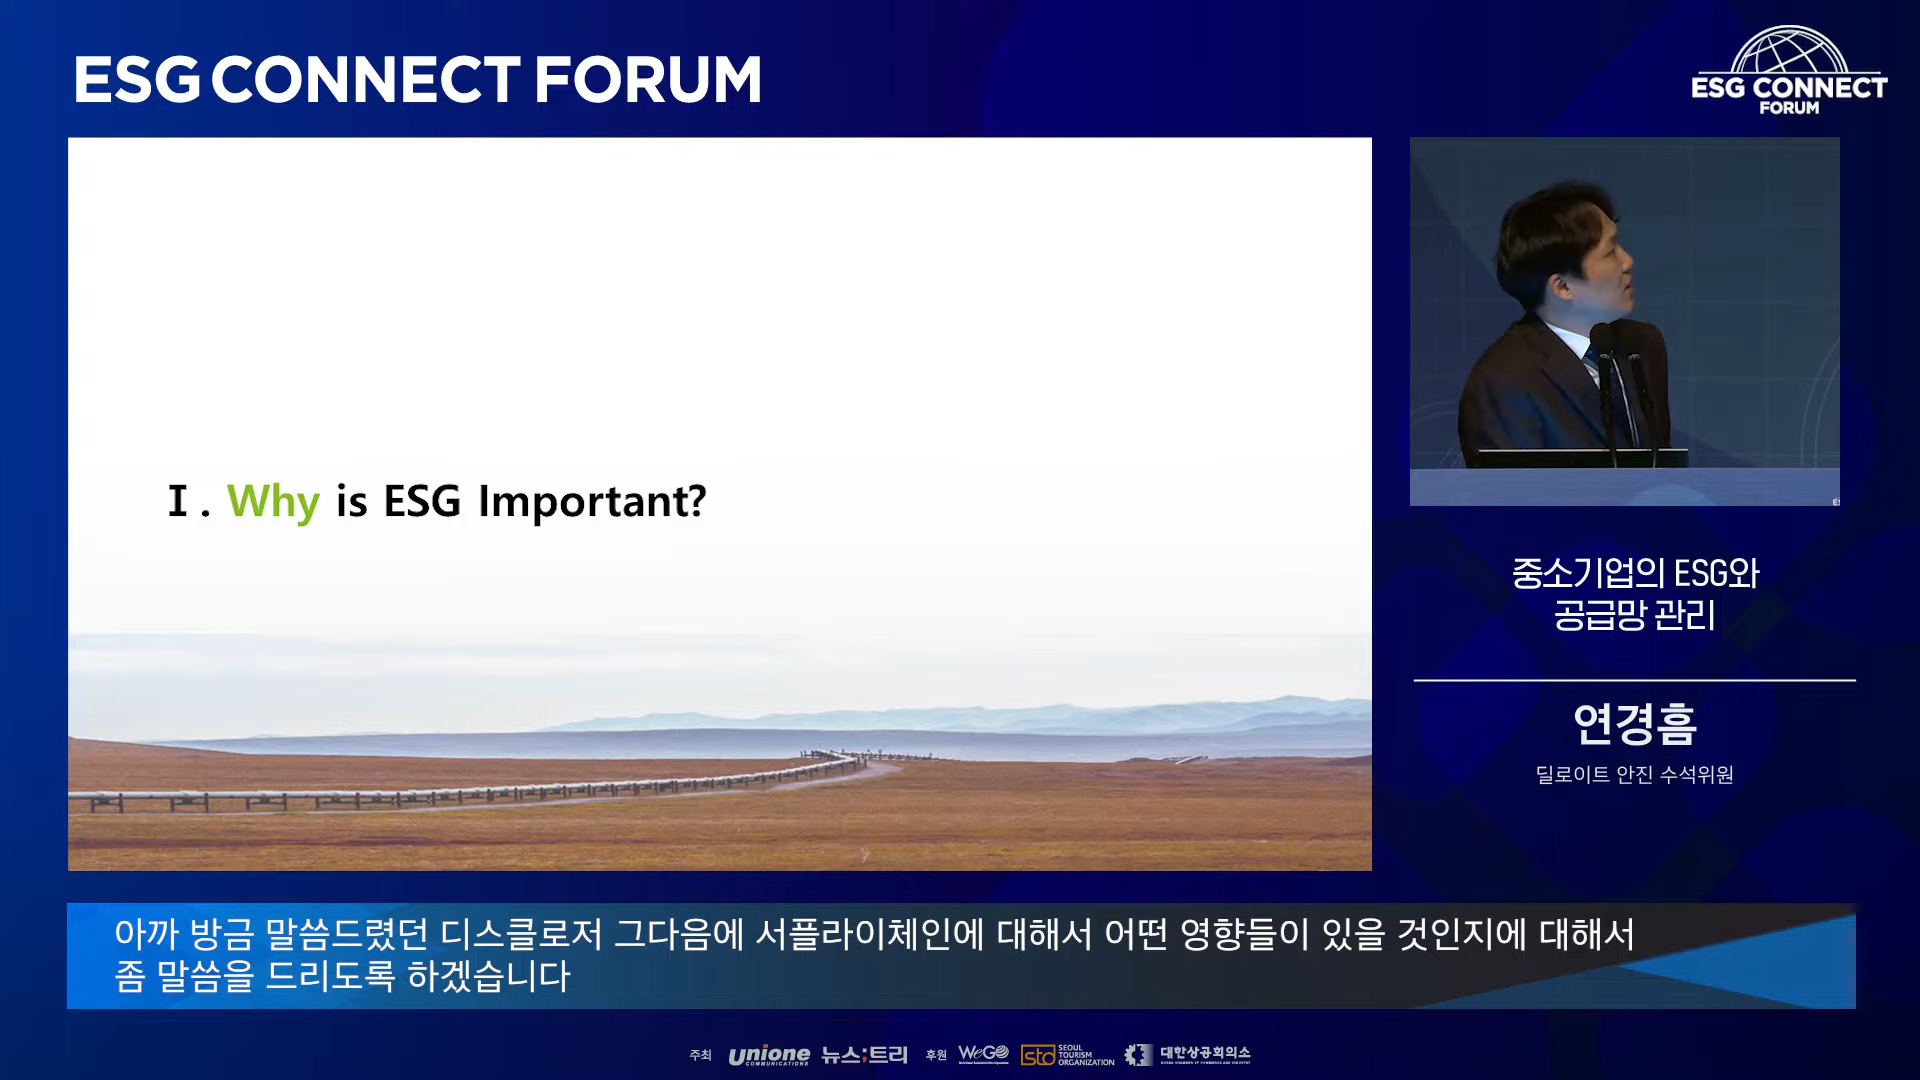 ESG CONNECT FORUM
ESG CONNECT
FORUM
Ⅰ. Why is ESG Important?
중소기업의 ESG와
공급망 관리
연경흠
딜로이트 안진 수석위원
아까 방금 말씀드렸던 디스클로저 그다음에 서플라이체인에 대해서 어떤 영향들이 있을 것인지에 대해서
좀 말씀을 드리도록 하겠습니다
주최 unione COMMUNICATIONS 뉴스;트리 후원 WeGO sto SEOUL TOURISM ORGANIZATION 대한상공회의소